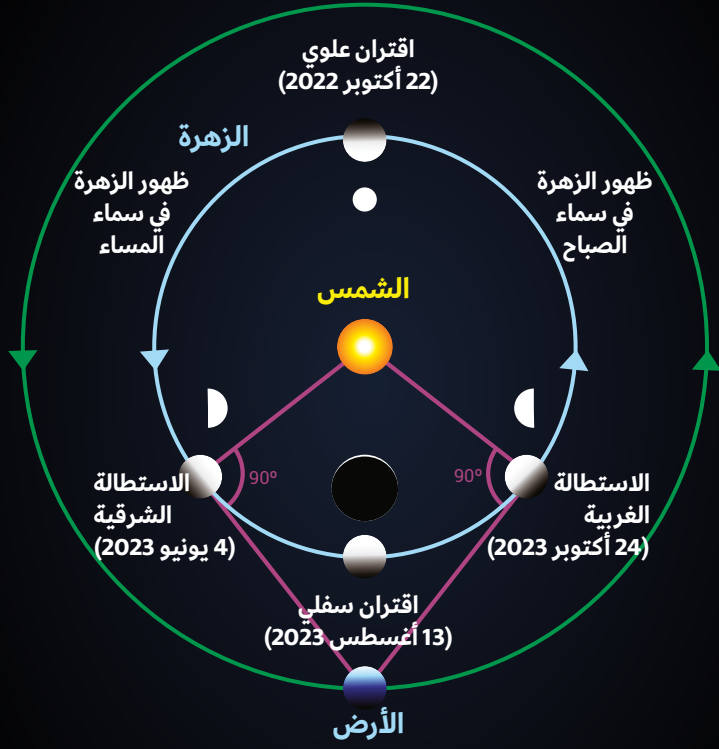 اقتران علوي
(22 أكتوبر 2022)
الزهرة
ظهور الزهرة
في سماء
الصباح
ظهور الزهرة
في سماء
المساء
الشمس
90°
90°
الاستطالة
الغربية
(24 أكتوبر 2023)
الاستطالة
الشرقية
(4 يونيو 2023)
اقتران سفلي
(13 أغسطس 2023)
الأرض